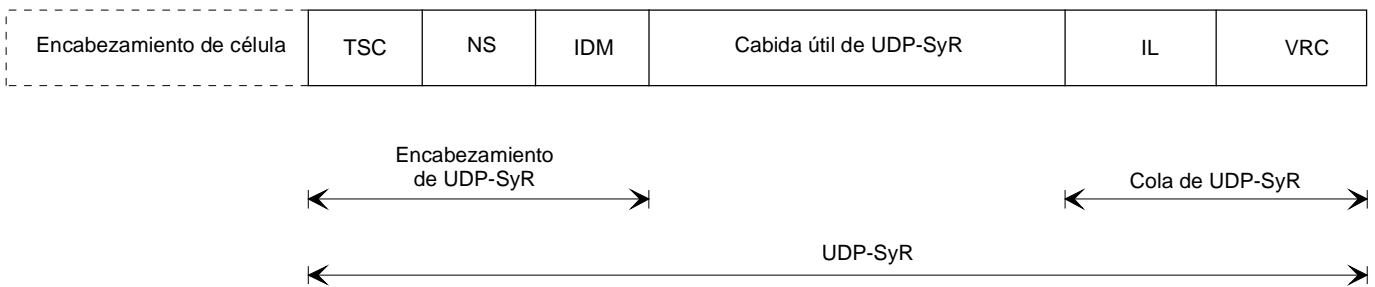 Encabezamiento de célula
TSC
NS
IDM
Cabida útil de UDP-SyR
IL
VRC
Encabezamiento
de UDP-SyR
Cola de UDP-SyR
UDP-SyR